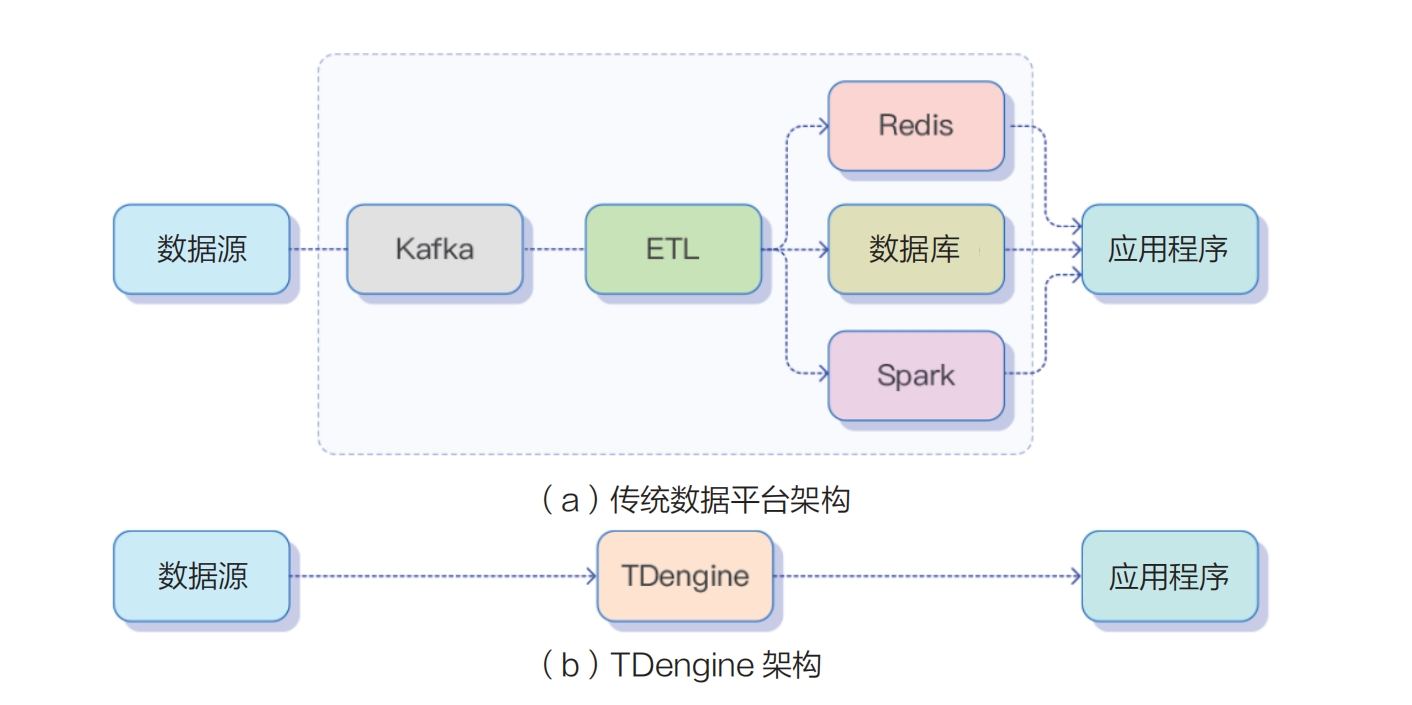 Redis
数据源
Kafka
ETL
数据库
应用程序
Spark
（a）传统数据平台架构
数据源
TDengine
应用程序
（b）TDengine 架构